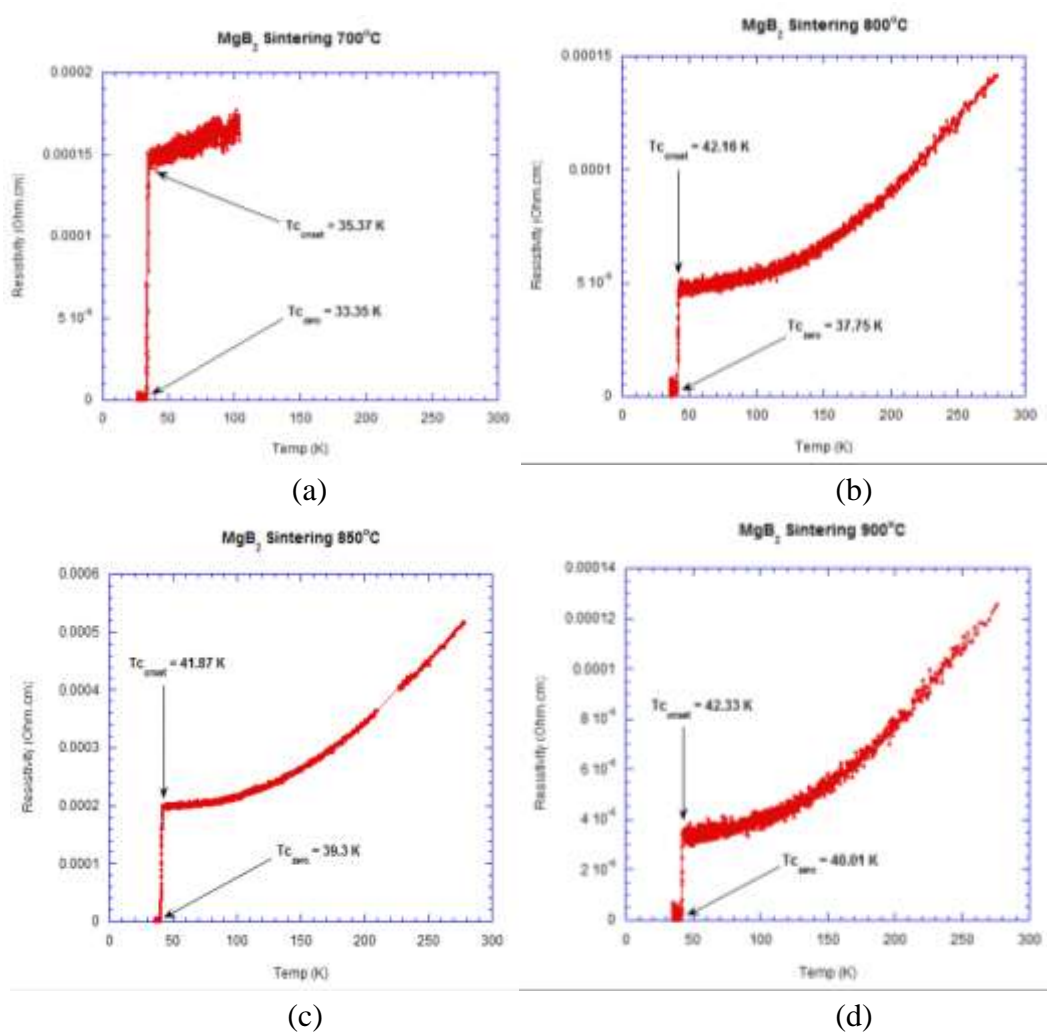 MgB2 Sintering 700°C
Resistivity (Ohm.cm)
0.0002
0.00015
0.0001
5 10-5
0
Tconset = 35.37 K
Tczero = 33.35 K
0 50 100 150 200 250 300
Temp (K)
(a)
MgB2 Sintering 800°C
Resistivity (Ohm.cm)
0.00015
0.0001
5 10-5
0
Tconset = 42.16 K
Tczero = 37.75 K
0 50 100 150 200 250 300
Temp (K)
(b)
MgB2 Sintering 850°C
Resistivity (Ohm.cm)
0.0006
0.0005
0.0004
0.0003
0.0002
0.0001
0
Tconset = 41.87 K
Tczero = 39.3 K
0 50 100 150 200 250 300
Temp (K)
(c)
MgB2 Sintering 900°C
Resistivity (Ohm.cm)
0.00014
0.00012
0.0001
8 10-5
6 10-5
4 10-5
2 10-5
0
Tconset = 42.33 K
Tczero = 40.01 K
0 50 100 150 200 250 300
Temp (K)
(d)